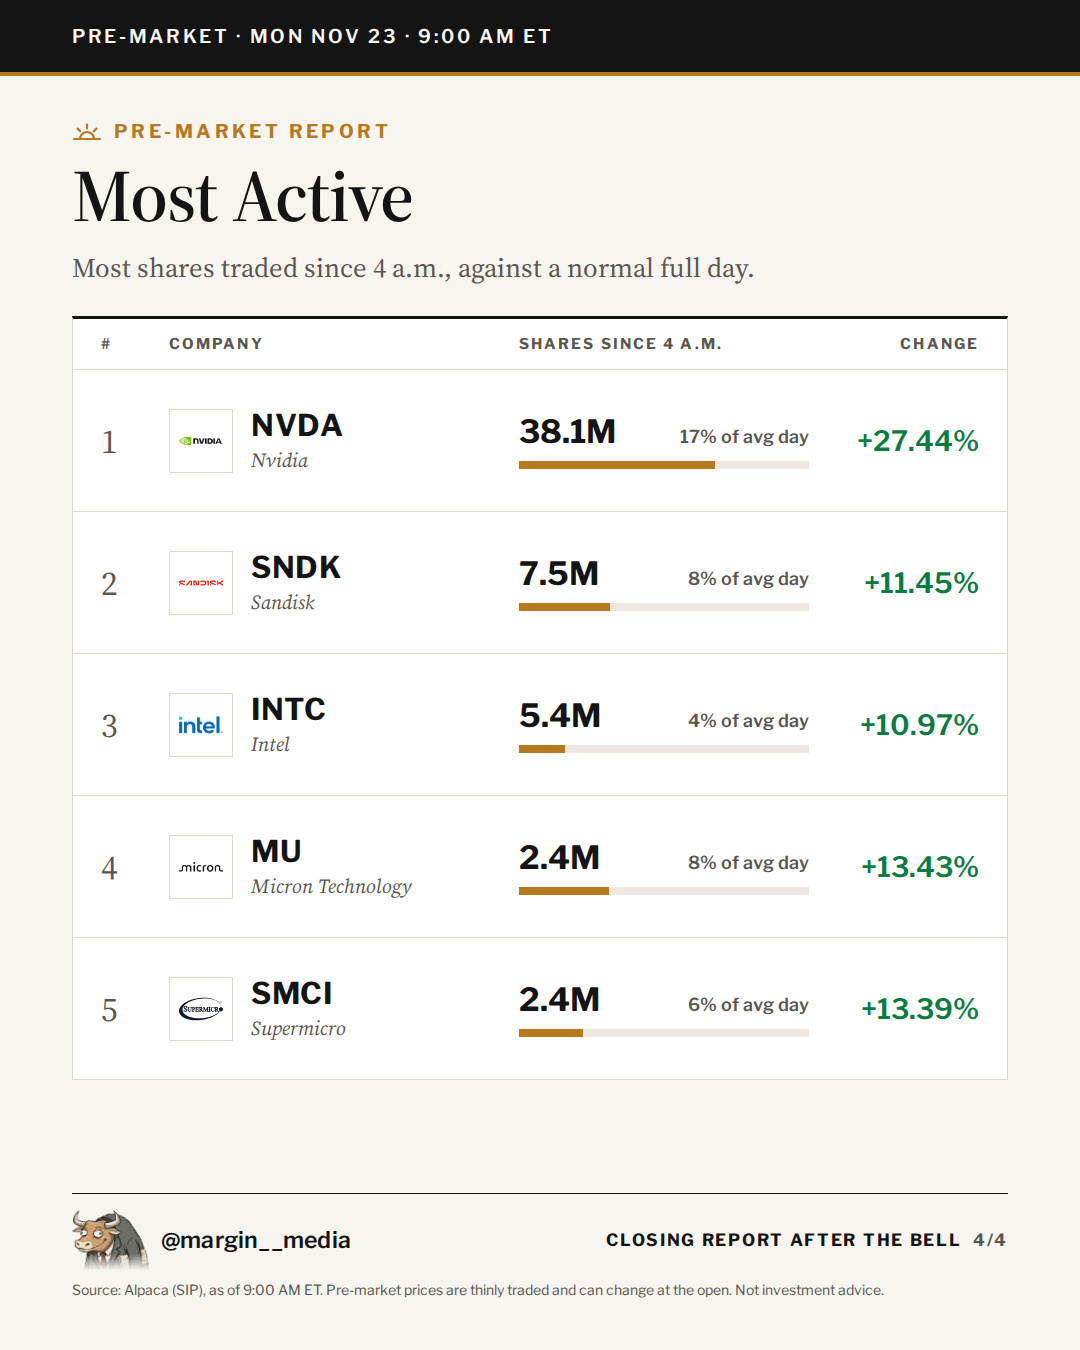 PRE-MARKET · MON NOV 23 · 9:00 AM ET
PRE-MARKET REPORT
Most Active
Most shares traded since 4 a.m., against a normal full day.
# COMPANY SHARES SINCE 4 A.M. CHANGE
1 NVIDIA NVDA 38.1M 17% of avg day +27.44%
Nvidia
2 SANDISK SNDK 7.5M 8% of avg day +11.45%
Sandisk
3 intel. INTC 5.4M 4% of avg day +10.97%
Intel
4 micron MU 2.4M 8% of avg day +13.43%
Micron Technology
5 SUPERMICRO SMCI 2.4M 6% of avg day +13.39%
Supermicro
@margin__media CLOSING REPORT AFTER THE BELL 4/4
Source: Alpaca (SIP), as of 9:00 AM ET. Pre-market prices are thinly traded and can change at the open. Not investment advice.